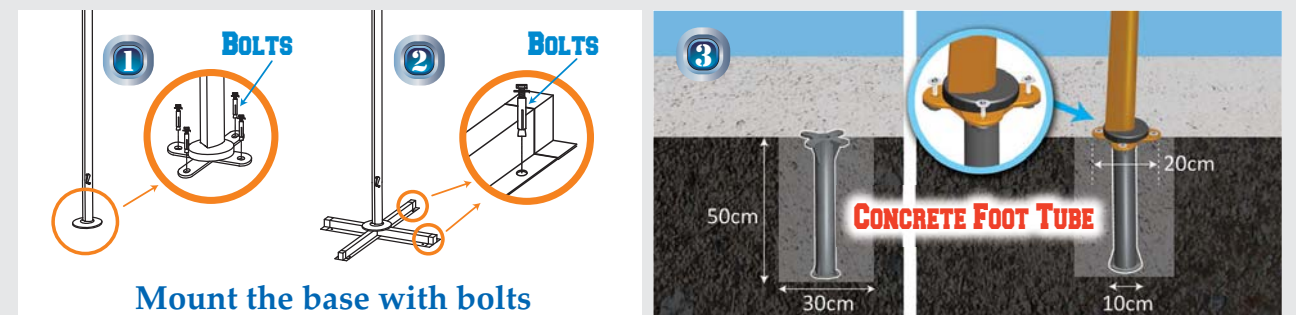 1
BOLTS
2
BOLTS
Mount the base with bolts
3
50cm
30cm
CONCRETE FOOT TUBE
20cm
10cm